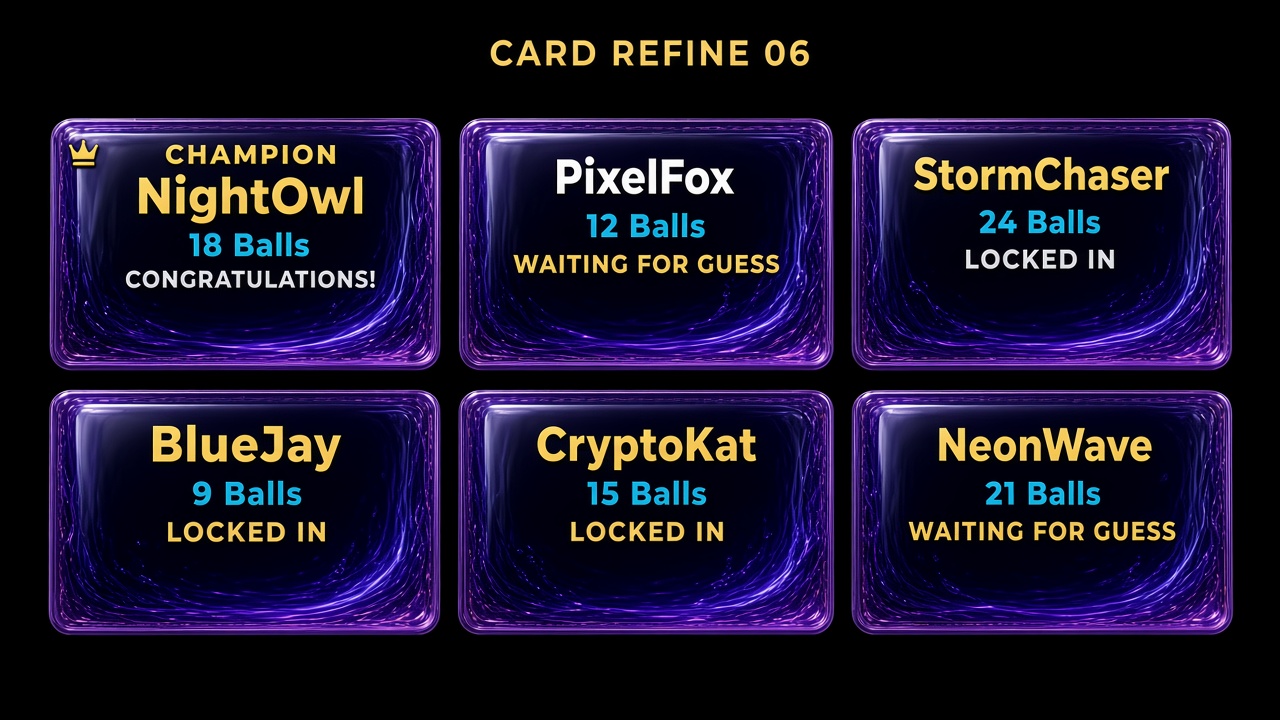 CARD REFINE 06
CHAMPION
NightOwl
18 Balls
CONGRATULATIONS!
PixelFox
12 Balls
WAITING FOR GUESS
StormChaser
24 Balls
LOCKED IN
BlueJay
9 Balls
LOCKED IN
CryptoKat
15 Balls
LOCKED IN
NeonWave
21 Balls
WAITING FOR GUESS